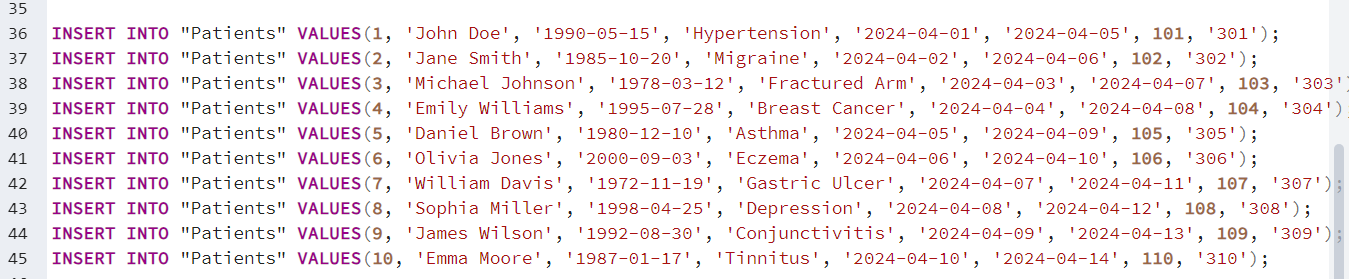 35
36 INSERT INTO "Patients" VALUES(1, 'John Doe', '1990-05-15', 'Hypertension', '2024-04-01', '2024-04-05', 101, '301');
37 INSERT INTO "Patients" VALUES(2, 'Jane Smith', '1985-10-20', 'Migraine', '2024-04-02', '2024-04-06', 102, '302');
38 INSERT INTO "Patients" VALUES(3, 'Michael Johnson', '1978-03-12', 'Fractured Arm', '2024-04-03', '2024-04-07', 103, '303')
39 INSERT INTO "Patients" VALUES(4, 'Emily Williams', '1995-07-28', 'Breast Cancer', '2024-04-04', '2024-04-08', 104, '304');
40 INSERT INTO "Patients" VALUES(5, 'Daniel Brown', '1980-12-10', 'Asthma', '2024-04-05', '2024-04-09', 105, '305');
41 INSERT INTO "Patients" VALUES(6, 'Olivia Jones', '2000-09-03', 'Eczema', '2024-04-06', '2024-04-10', 106, '306');
42 INSERT INTO "Patients" VALUES(7, 'William Davis', '1972-11-19', 'Gastric Ulcer', '2024-04-07', '2024-04-11', 107, '307');
43 INSERT INTO "Patients" VALUES(8, 'Sophia Miller', '1998-04-25', 'Depression', '2024-04-08', '2024-04-12', 108, '308');
44 INSERT INTO "Patients" VALUES(9, 'James Wilson', '1992-08-30', 'Conjunctivitis', '2024-04-09', '2024-04-13', 109, '309');
45 INSERT INTO "Patients" VALUES(10, 'Emma Moore', '1987-01-17', 'Tinnitus', '2024-04-10', '2024-04-14', 110, '310');